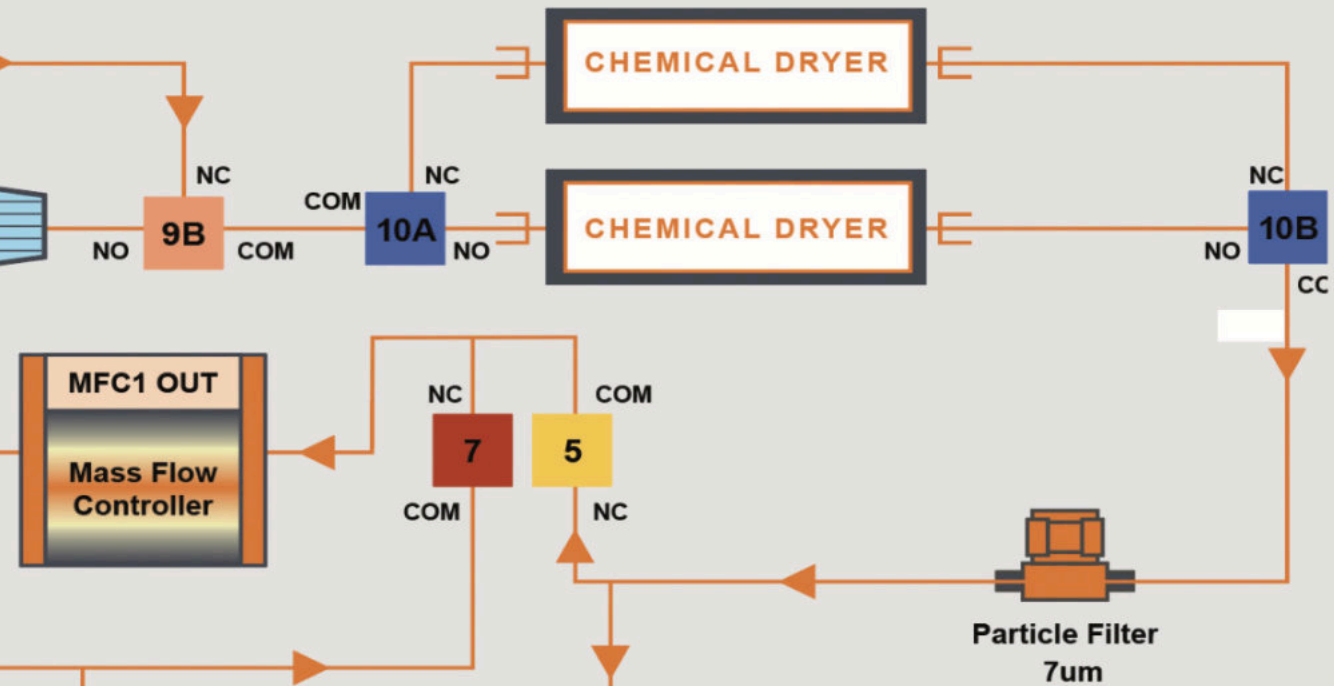 CHEMICAL DRYER
NC
COM
NC
NC
9B
10A
CHEMICAL DRYER
10B
NO
COM
NO
NO
MFC1 OUT
NC
COM
7
5
Mass Flow
Controller
COM
NC
Particle Filter
7um